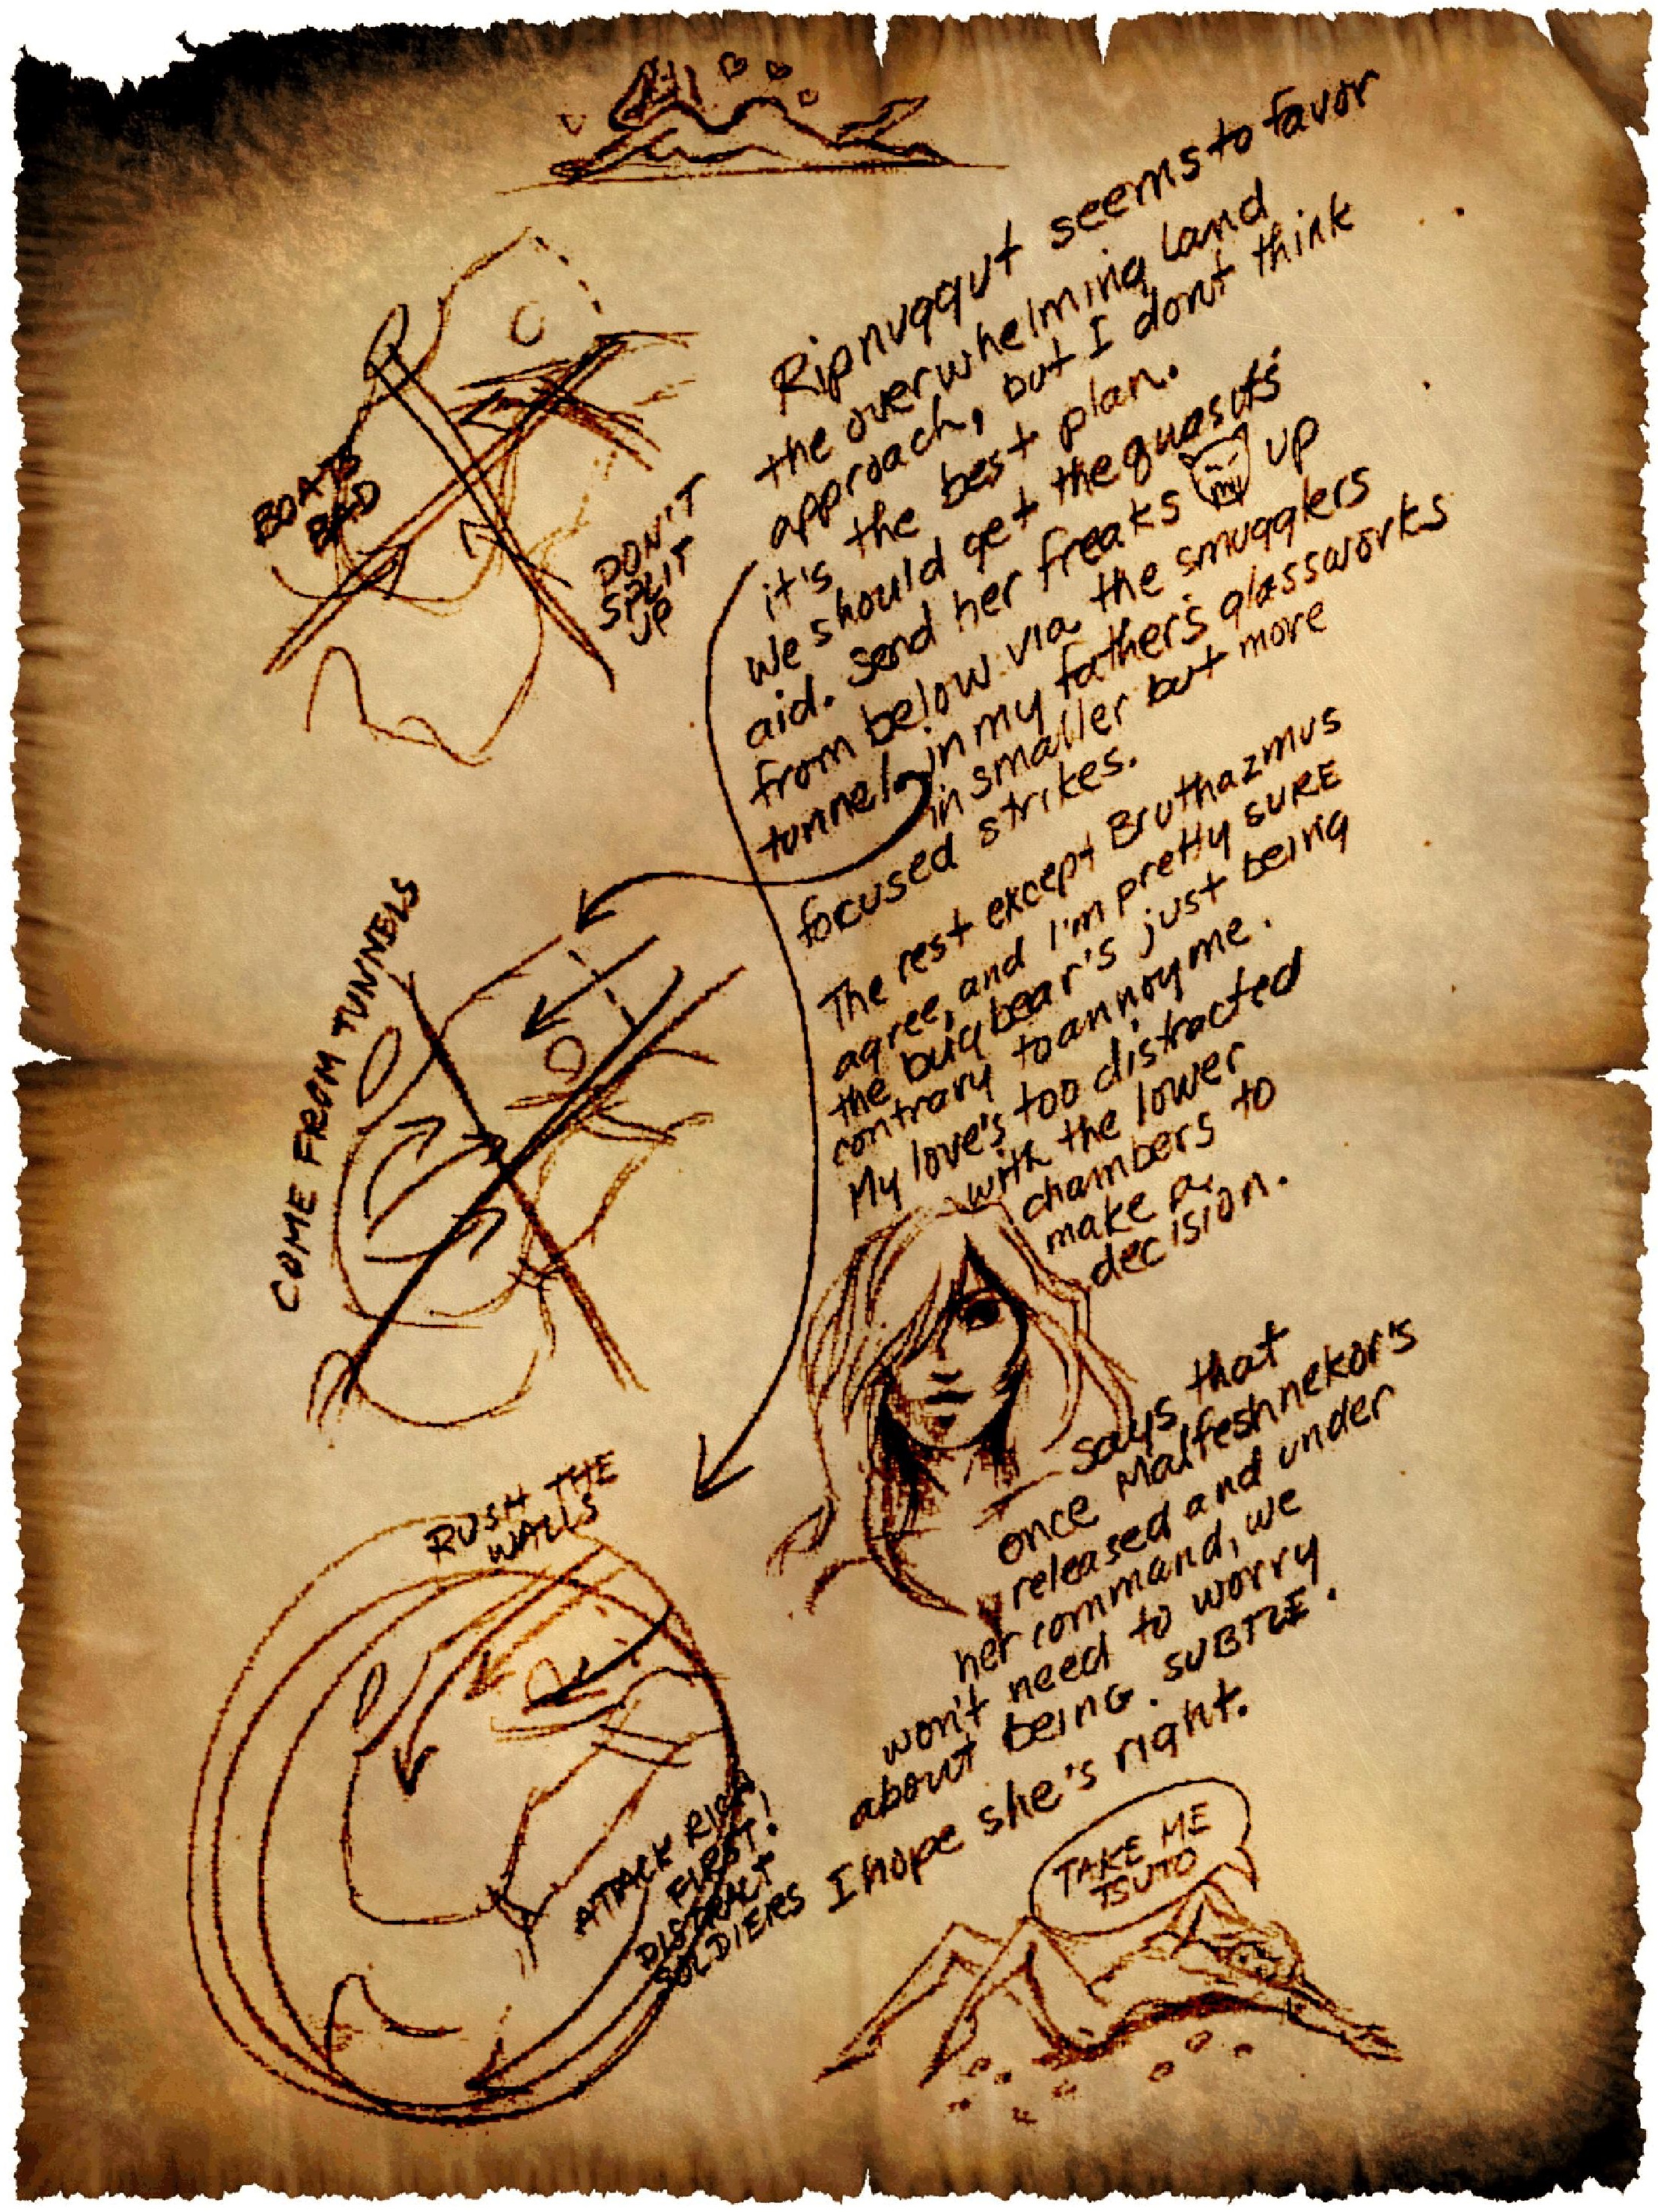 Ripnuggut seems to favor
the overwhelming land
approach, but I dont think
it's the best plan.
We should get the quasits
aid. Send her freaks up
from below via the smugglers
tunnel in my father's glassworks
in smaller but more
focused strikes.
The rest except Bruthazmus
agree, and I'm pretty SURE
the bugbear's just being
contrary to annoy me.
My love's too distracted
with the lower
chambers to
make a
decision.
says that
once Malfeshnekor's
released and under
her command, we
won't need to worry
about being. SUBTLE.
I hope she's right.
TAKE ME
TSUTO
BOATS
BAD
DON'T
SPLIT
UP
COME FROM TUNNELS
RUSH THE
WALLS
ATTACK RICH
FIRST!
DISTRACT
SOLDIERS